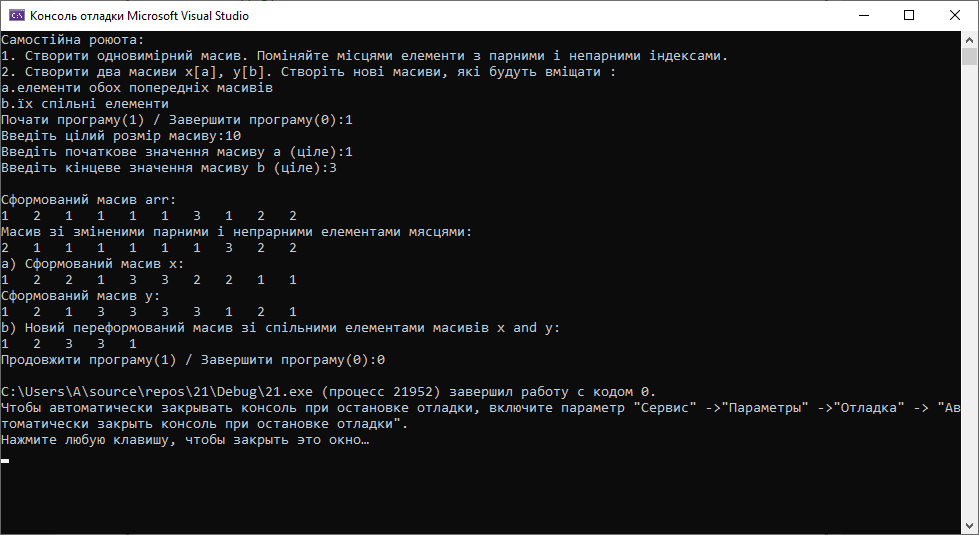 Консоль отладки Microsoft Visual Studio
Самостійна роюота:
1. Створити одновимірний масив. Поміняйте місцями елементи з парними і непарними індексами.
2. Створити два масиви x[a], y[b]. Створіть нові масиви, які будуть вміщати :
a.елементи обох попередніх масивів
b.їх спільні елементи
Почати програму(1) / Завершити програму(0):1
Введіть цілий розмір масиву:10
Введіть початкове значення масиву a (ціле):1
Введіть кінцеве значення масиву b (ціле):3
Сформований масив arr:
1 2 1 1 1 1 3 1 2 2
Масив зі зміненими парними і непрарними елементами мясцями:
2 1 1 1 1 1 1 3 2 2
a) Сформований масив x:
1 2 2 1 3 3 2 2 1 1
Сформований масив y:
1 2 1 3 3 3 3 1 2 1
b) Новий переформований масив зі спільними елементами масивів x and y:
1 2 3 3 1
Продовжити програму(1) / Завершити програму(0):0
C:\Users\A\source\repos\21\Debug\21.exe (процесс 21952) завершил работу с кодом 0.
Чтобы автоматически закрывать консоль при остановке отладки, включите параметр "Сервис" ->"Параметры" ->"Отладка" -> "Ав
томатически закрыть консоль при остановке отладки".
Нажмите любую клавишу, чтобы закрыть это окно…